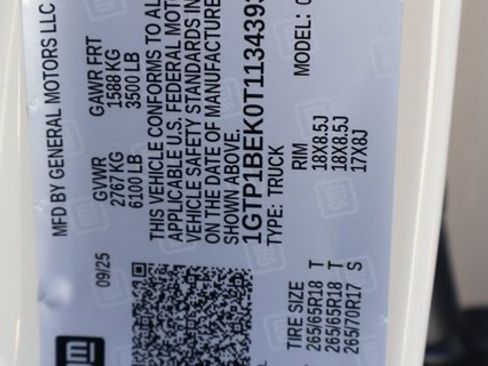 MFD BY GENERAL MOTORS LLC
GVWR GAWR FRT
2767 KG 1588 KG
6100 LB 3500 LB
THIS VEHICLE CONFORMS TO AL
APPLICABLE U.S. FEDERAL MOT
VEHICLE SAFETY STANDARDS IN
ON THE DATE OF MANUFACTURE
SHOWN ABOVE.
1GTP1BEK0T1134393
TYPE: TRUCK MODEL:
09/25
gm
TIRE SIZE RIM
265/65R18 T 18X8.5J
265/65R18 T 18X8.5J
265/70R17 S 17X8J